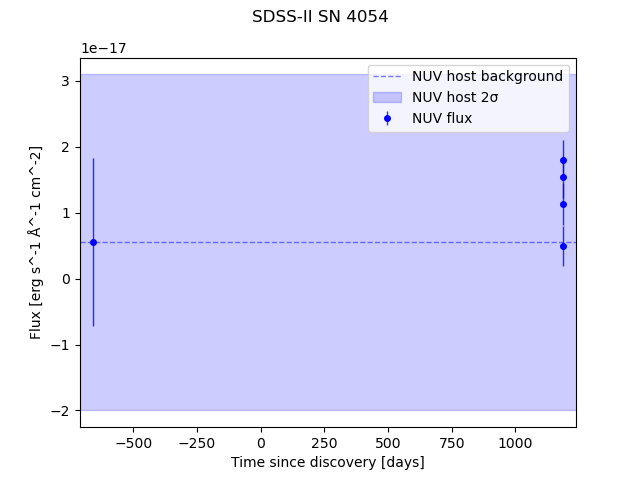 SDSS-II SN 4054
1e−17
NUV host background
NUV host 2σ
NUV flux
3
2
1
0
−1
−2
Flux [erg s^-1 Å^-1 cm^-2]
−500 −250 0 250 500 750 1000
Time since discovery [days]